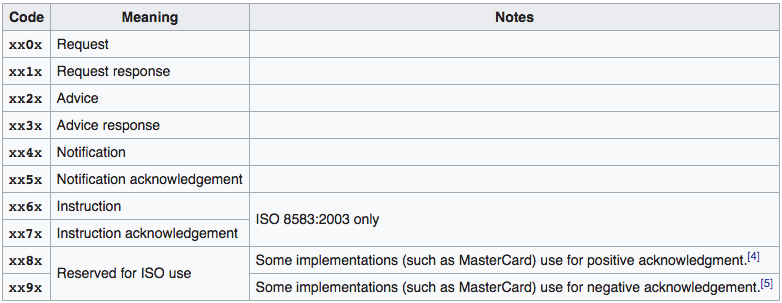 Code Meaning Notes
xx0x Request
xx1x Request response
xx2x Advice
xx3x Advice response
xx4x Notification
xx5x Notification acknowledgement
xx6x Instruction
ISO 8583:2003 only
xx7x Instruction acknowledgement
xx8x Reserved for ISO use Some implementations (such as MasterCard) use for positive acknowledgment.[4]
xx9x Some implementations (such as MasterCard) use for negative acknowledgement.[5]